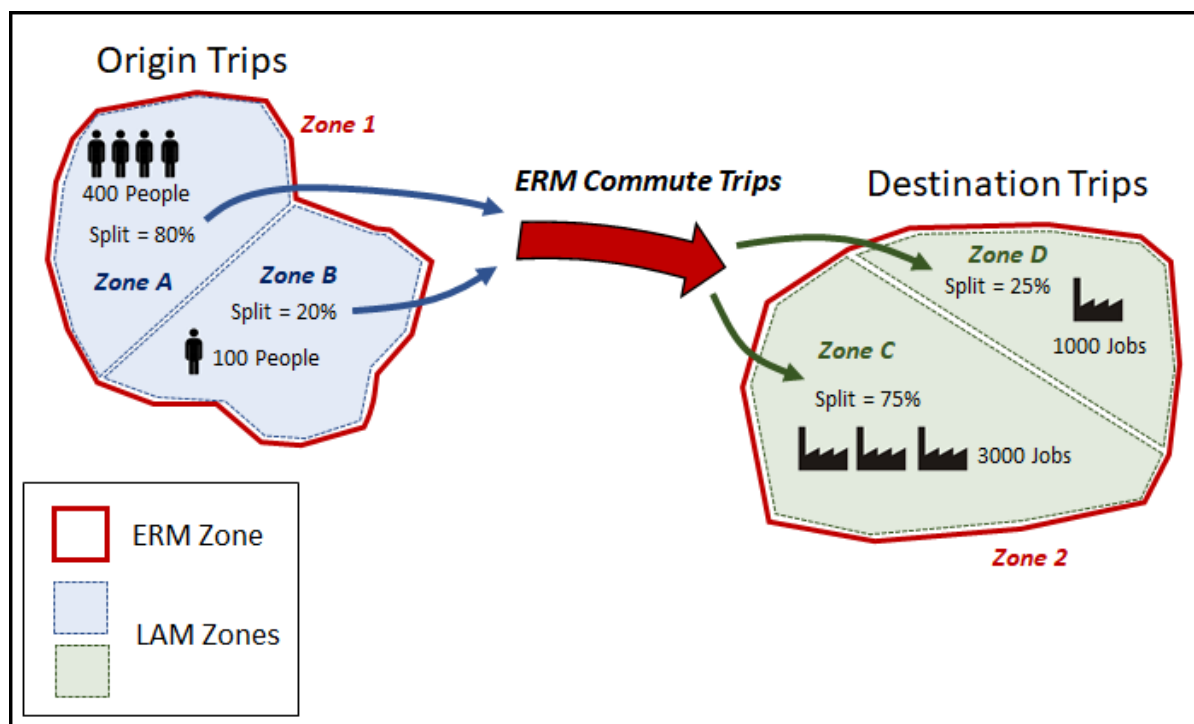 Origin Trips
Zone 1
400 People
Split = 80%
Zone A
Zone B
Split = 20%
100 People
ERM Commute Trips
Destination Trips
Zone D
Split = 25%
1000 Jobs
Zone C
Split = 75%
3000 Jobs
Zone 2
ERM Zone
LAM Zones